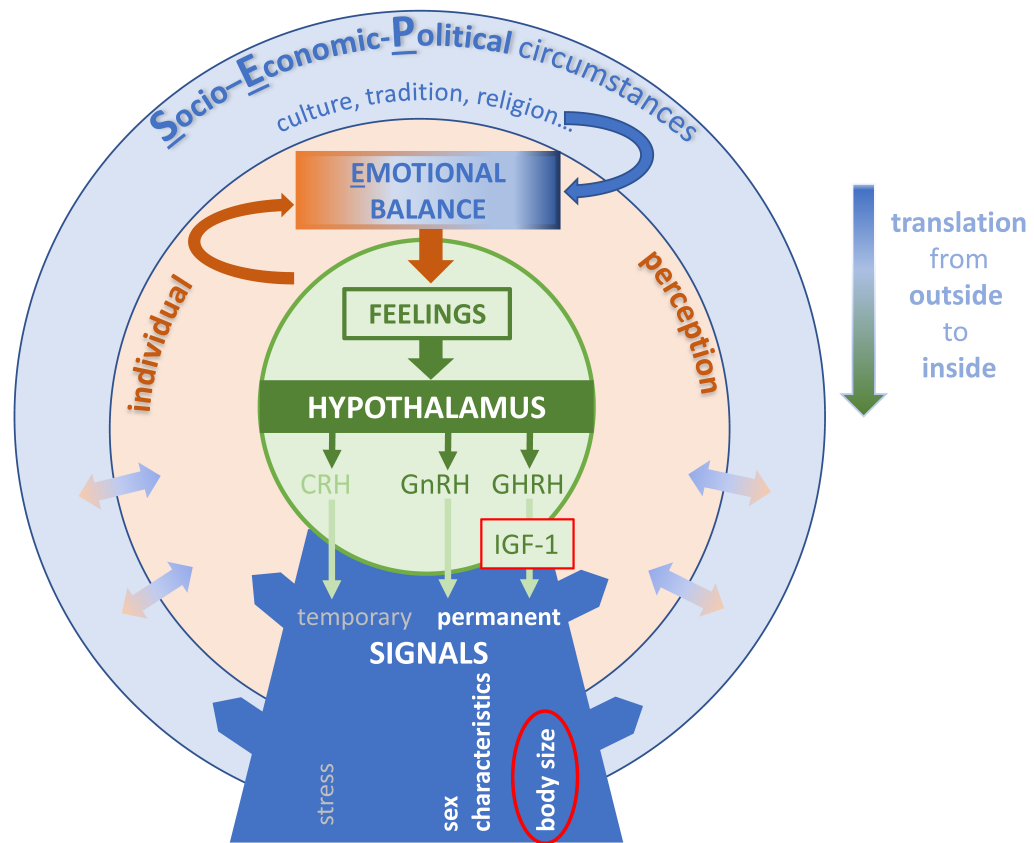 Socio–Economic-Political circumstances
culture, tradition, religion...
EMOTIONAL
BALANCE
individual
perception
FEELINGS
HYPOTHALAMUS
CRH
GnRH
GHRH
IGF-1
temporary
permanent
SIGNALS
stress
sex
characteristics
body size
translation
from
outside
to
inside